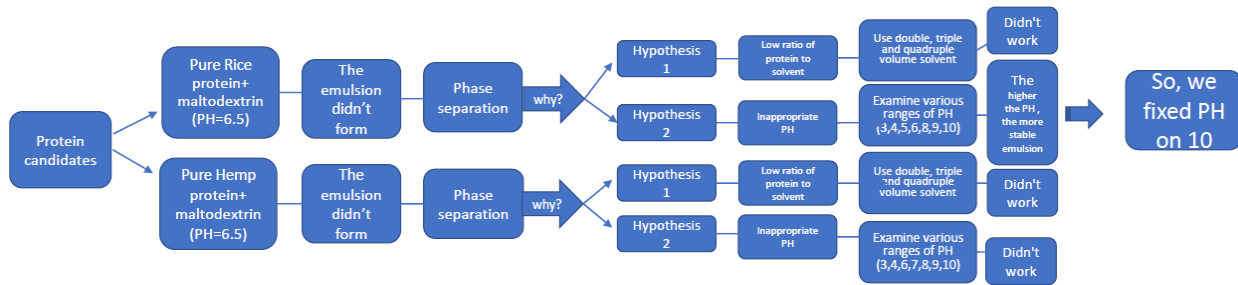 Protein
candidates
Pure Rice
protein+
maltodextrin
(PH=6.5)
The
emulsion
didn't
form
Phase
separation
why?
Hypothesis
1
Low ratio of
protein to
solvent
Use double, triple
and quadruple
volume solvent
Didn't
work
Hypothesis
2
Inappropriate
PH
Examine various
ranges of PH
(3,4,5,6,8,9,10)
The
higher
the PH ,
the more
stable
emulsion
So, we
fixed PH
on 10
Pure Hemp
protein+
maltodextrin
(PH=6.5)
The
emulsion
didn't
form
Phase
separation
why?
Hypothesis
1
Low ratio of
protein to
solvent
Use double, triple
and quadruple
volume solvent
Didn't
work
Hypothesis
2
Inappropriate
PH
Examine various
ranges of PH
(3,4,6,7,8,9,10)
Didn't
work